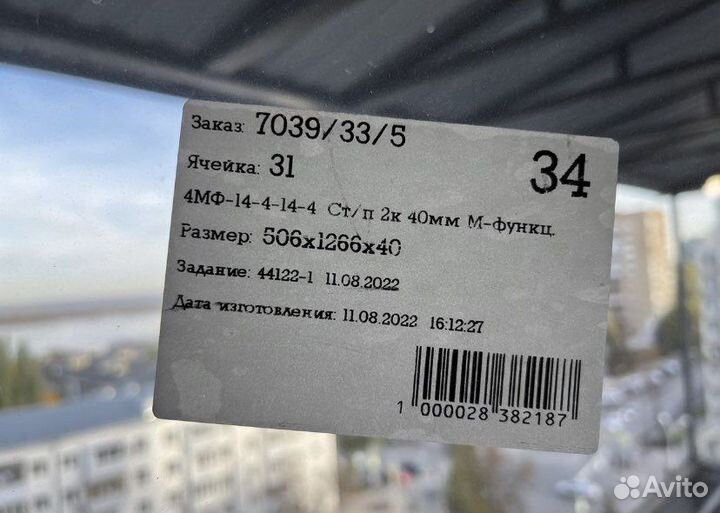 Заказ: 7039/33/5
34
Ячейка: 31
4МФ-14-4-14-4 Ст/п 2к 40мм М-функц.
Размер: 506х1266х40
Задание: 44122-1 11.08.2022
Дата изготовления: 11.08.2022 16:12:27
1 000028 382187
Avito